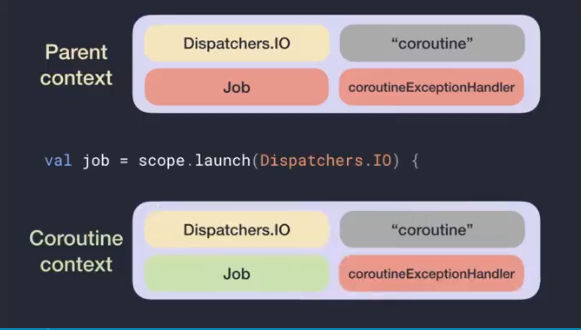 Parent
context
Dispatchers.IO
“coroutine”
Job
coroutineExceptionHandler
val job = scope.launch(Dispatchers.IO) {
Coroutine
context
Dispatchers.IO
“coroutine”
Job
coroutineExceptionHandler